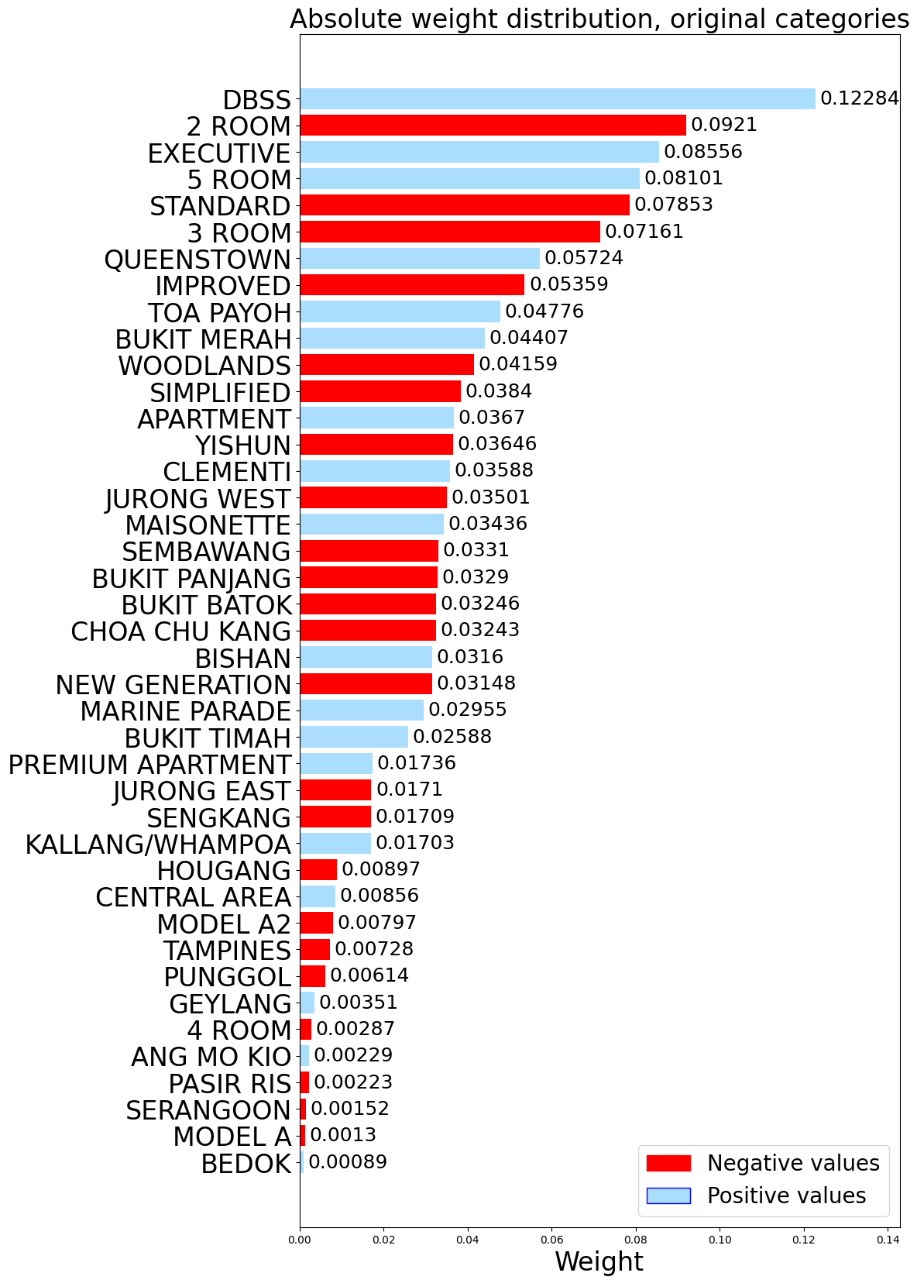 Absolute weight distribution, original categories
DBSS 0.12284
2 ROOM 0.0921
EXECUTIVE 0.08556
5 ROOM 0.08101
STANDARD 0.07853
3 ROOM 0.07161
QUEENSTOWN 0.05724
IMPROVED 0.05359
TOA PAYOH 0.04776
BUKIT MERAH 0.04407
WOODLANDS 0.04159
SIMPLIFIED 0.0384
APARTMENT 0.0367
YISHUN 0.03646
CLEMENTI 0.03588
JURONG WEST 0.03501
MAISONETTE 0.03436
SEMBAWANG 0.0331
BUKIT PANJANG 0.0329
BUKIT BATOK 0.03246
CHOA CHU KANG 0.03243
BISHAN 0.0316
NEW GENERATION 0.03148
MARINE PARADE 0.02955
BUKIT TIMAH 0.02588
PREMIUM APARTMENT 0.01736
JURONG EAST 0.0171
SENGKANG 0.01709
KALLANG/WHAMPOA 0.01703
HOUGANG 0.00897
CENTRAL AREA 0.00856
MODEL A2 0.00797
TAMPINES 0.00728
PUNGGOL 0.00614
GEYLANG 0.00351
4 ROOM 0.00287
ANG MO KIO 0.00229
PASIR RIS 0.00223
SERANGOON 0.00152
MODEL A 0.0013
BEDOK 0.00089
Negative values
Positive values
0.00 0.02 0.04 0.06 0.08 0.10 0.12 0.14
Weight